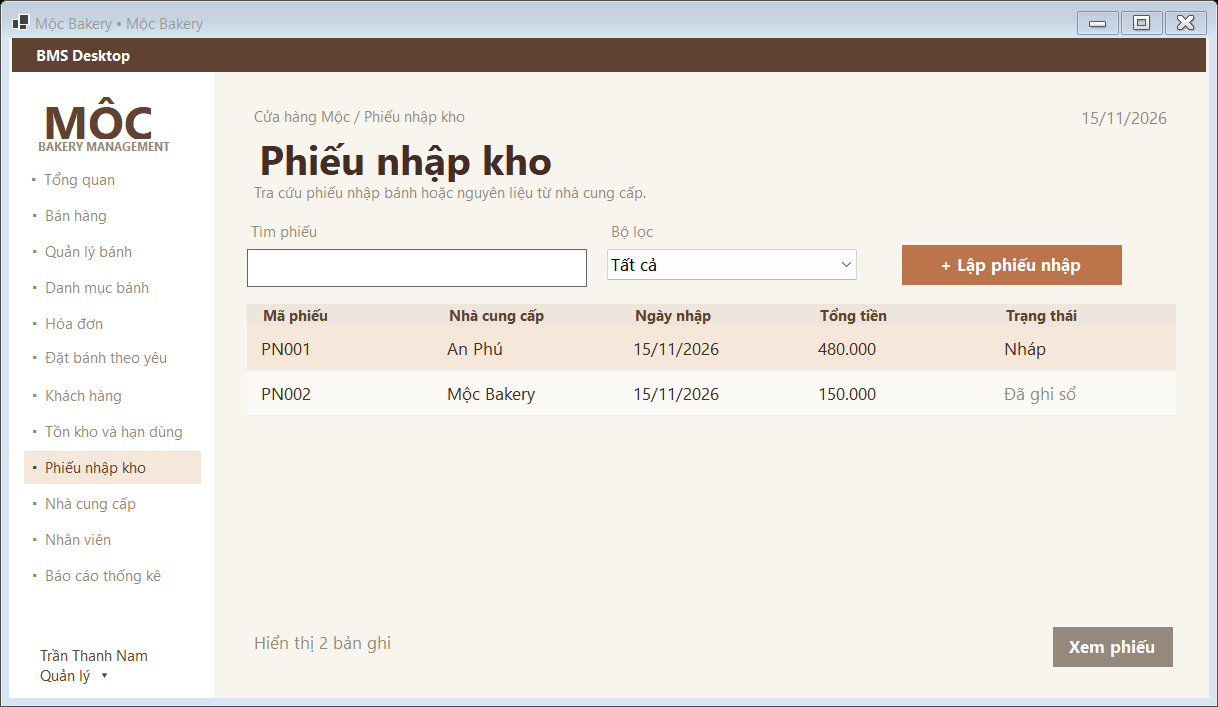 Mộc Bakery • Mộc Bakery
BMS Desktop
MÔC
BAKERY MANAGEMENT
Tổng quan
Bán hàng
Quản lý bánh
Danh mục bánh
Hóa đơn
Đặt bánh theo yêu
Khách hàng
Tồn kho và hạn dùng
Phiếu nhập kho
Nhà cung cấp
Nhân viên
Báo cáo thống kê
Trần Thanh Nam
Quản lý ▼
Cửa hàng Mộc / Phiếu nhập kho
15/11/2026
Phiếu nhập kho
Tra cứu phiếu nhập bánh hoặc nguyên liệu từ nhà cung cấp.
Tìm phiếu
Bộ lọc
Tất cả
+ Lập phiếu nhập
Mã phiếu Nhà cung cấp Ngày nhập Tổng tiền Trạng thái
PN001 An Phú 15/11/2026 480.000 Nháp
PN002 Mộc Bakery 15/11/2026 150.000 Đã ghi sổ
Hiển thị 2 bản ghi
Xem phiếu